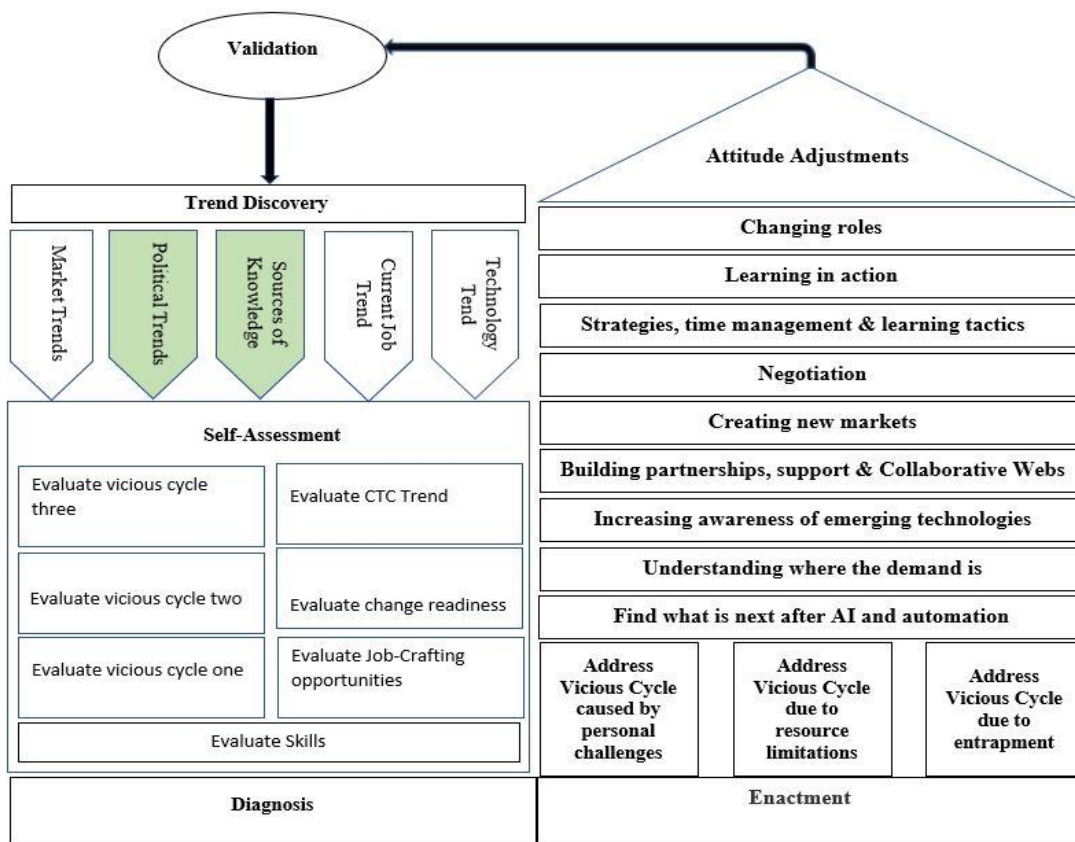 Validation
Attitude Adjustments
Trend Discovery
Market Trends
Political Trends
Sources of
Knowledge
Current Job
Trend
Technology
Tend
Self-Assessment
Evaluate vicious cycle
three
Evaluate CTC Trend
Evaluate vicious cycle two
Evaluate change readiness
Evaluate vicious cycle one
Evaluate Job-Crafting
opportunities
Evaluate Skills
Diagnosis
Changing roles
Learning in action
Strategies, time management & learning tactics
Negotiation
Creating new markets
Building partnerships, support & Collaborative Webs
Increasing awareness of emerging technologies
Understanding where the demand is
Find what is next after AI and automation
Address
Vicious Cycle
caused by
personal
challenges
Address
Vicious Cycle
due to
resource
limitations
Address
Vicious Cycle
due to
entrapment
Enactment